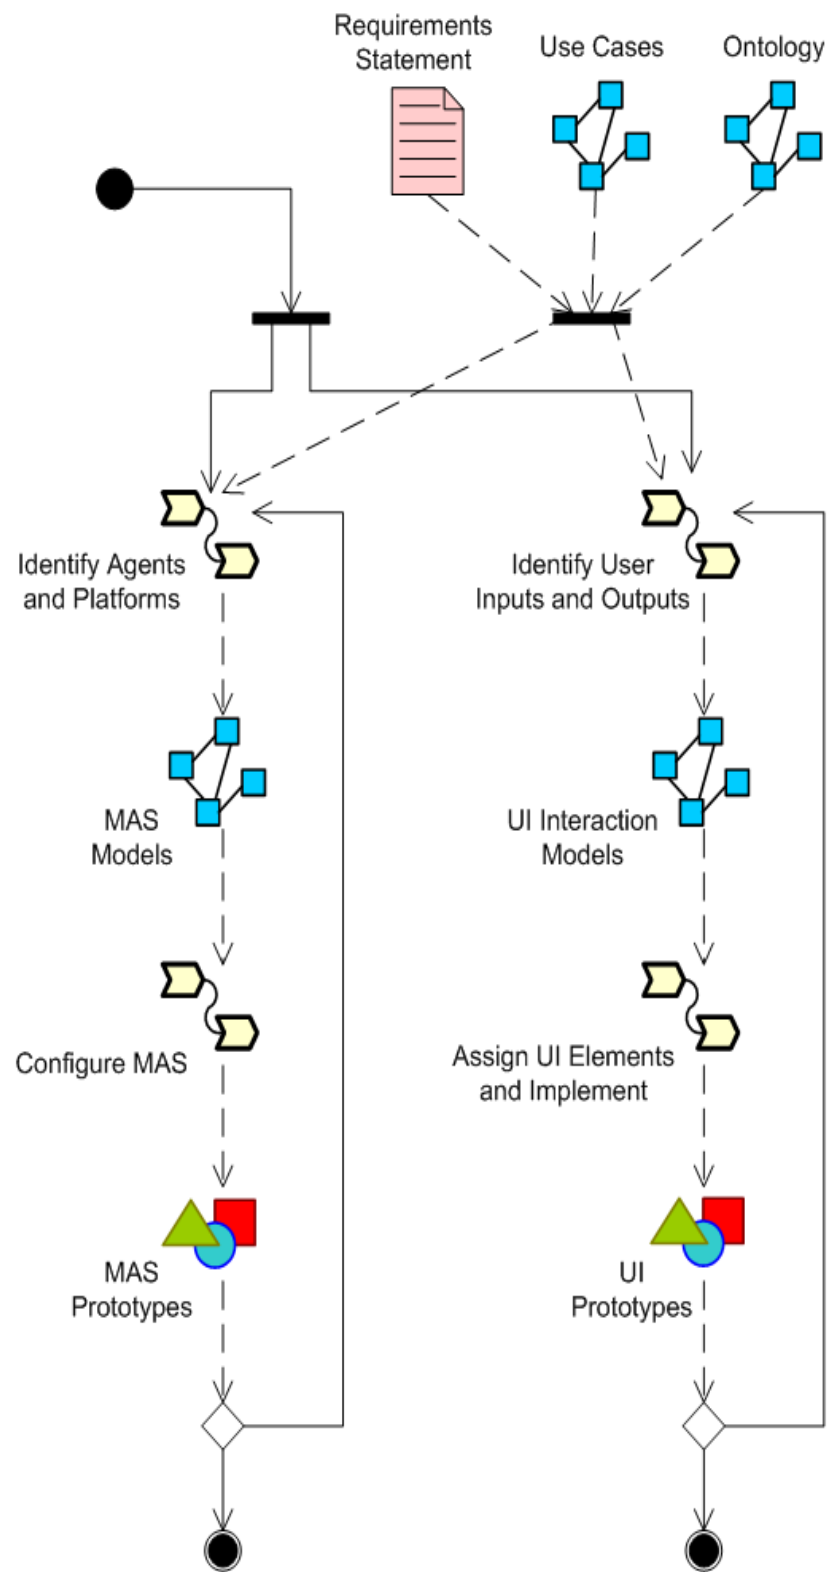 Requirements
Statement
Use Cases
Ontology
Identify Agents
and Platforms
Identify User
Inputs and Outputs
MAS
Models
UI Interaction
Models
Configure MAS
Assign UI Elements
and Implement
MAS
Prototypes
UI
Prototypes